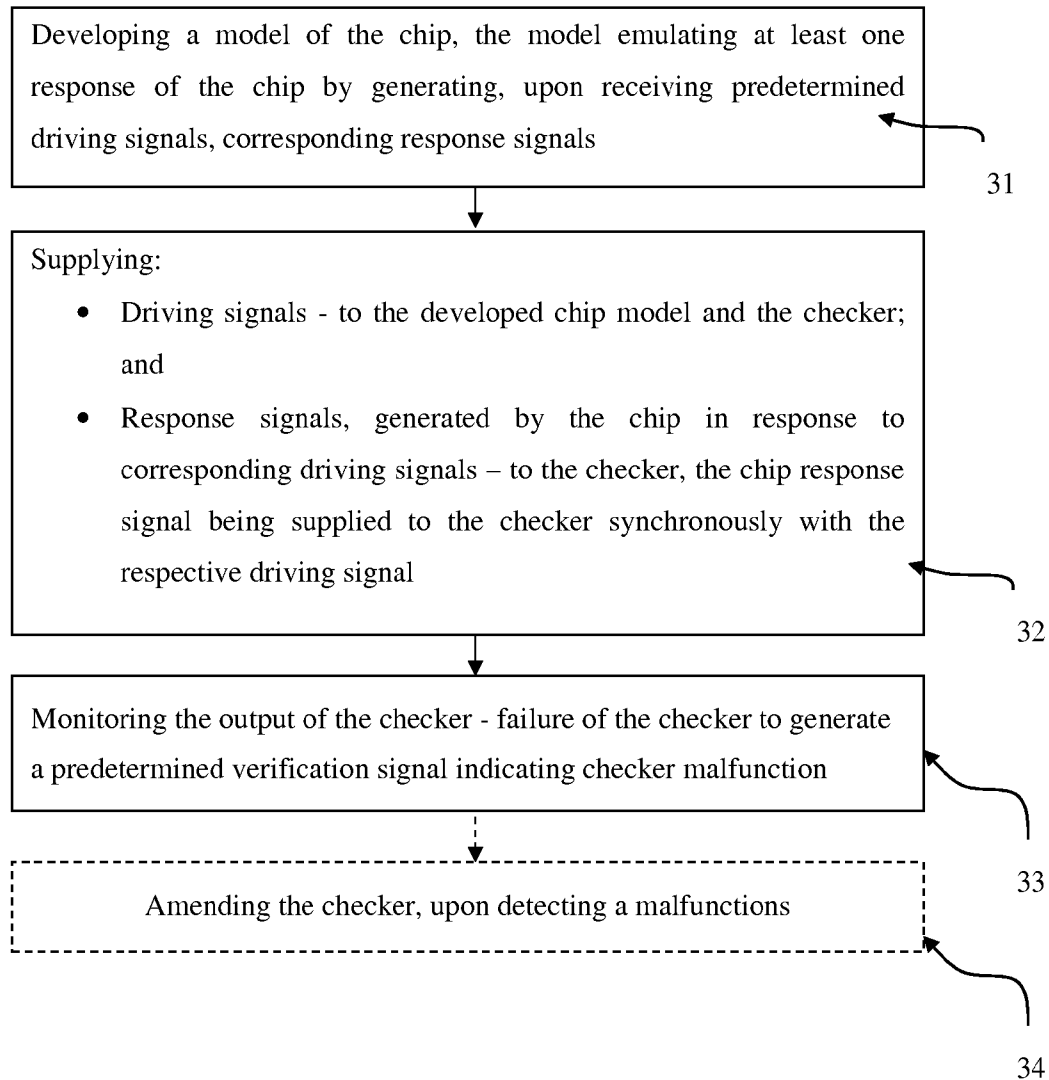 Developing a model of the chip, the model emulating at least one
response of the chip by generating, upon receiving predetermined
driving signals, corresponding response signals
31
Supplying:
• Driving signals - to the developed chip model and the checker;
and
• Response signals, generated by the chip in response to
corresponding driving signals – to the checker, the chip response
signal being supplied to the checker synchronously with the
respective driving signal
32
Monitoring the output of the checker - failure of the checker to generate
a predetermined verification signal indicating checker malfunction
33
Amending the checker, upon detecting a malfunctions
34